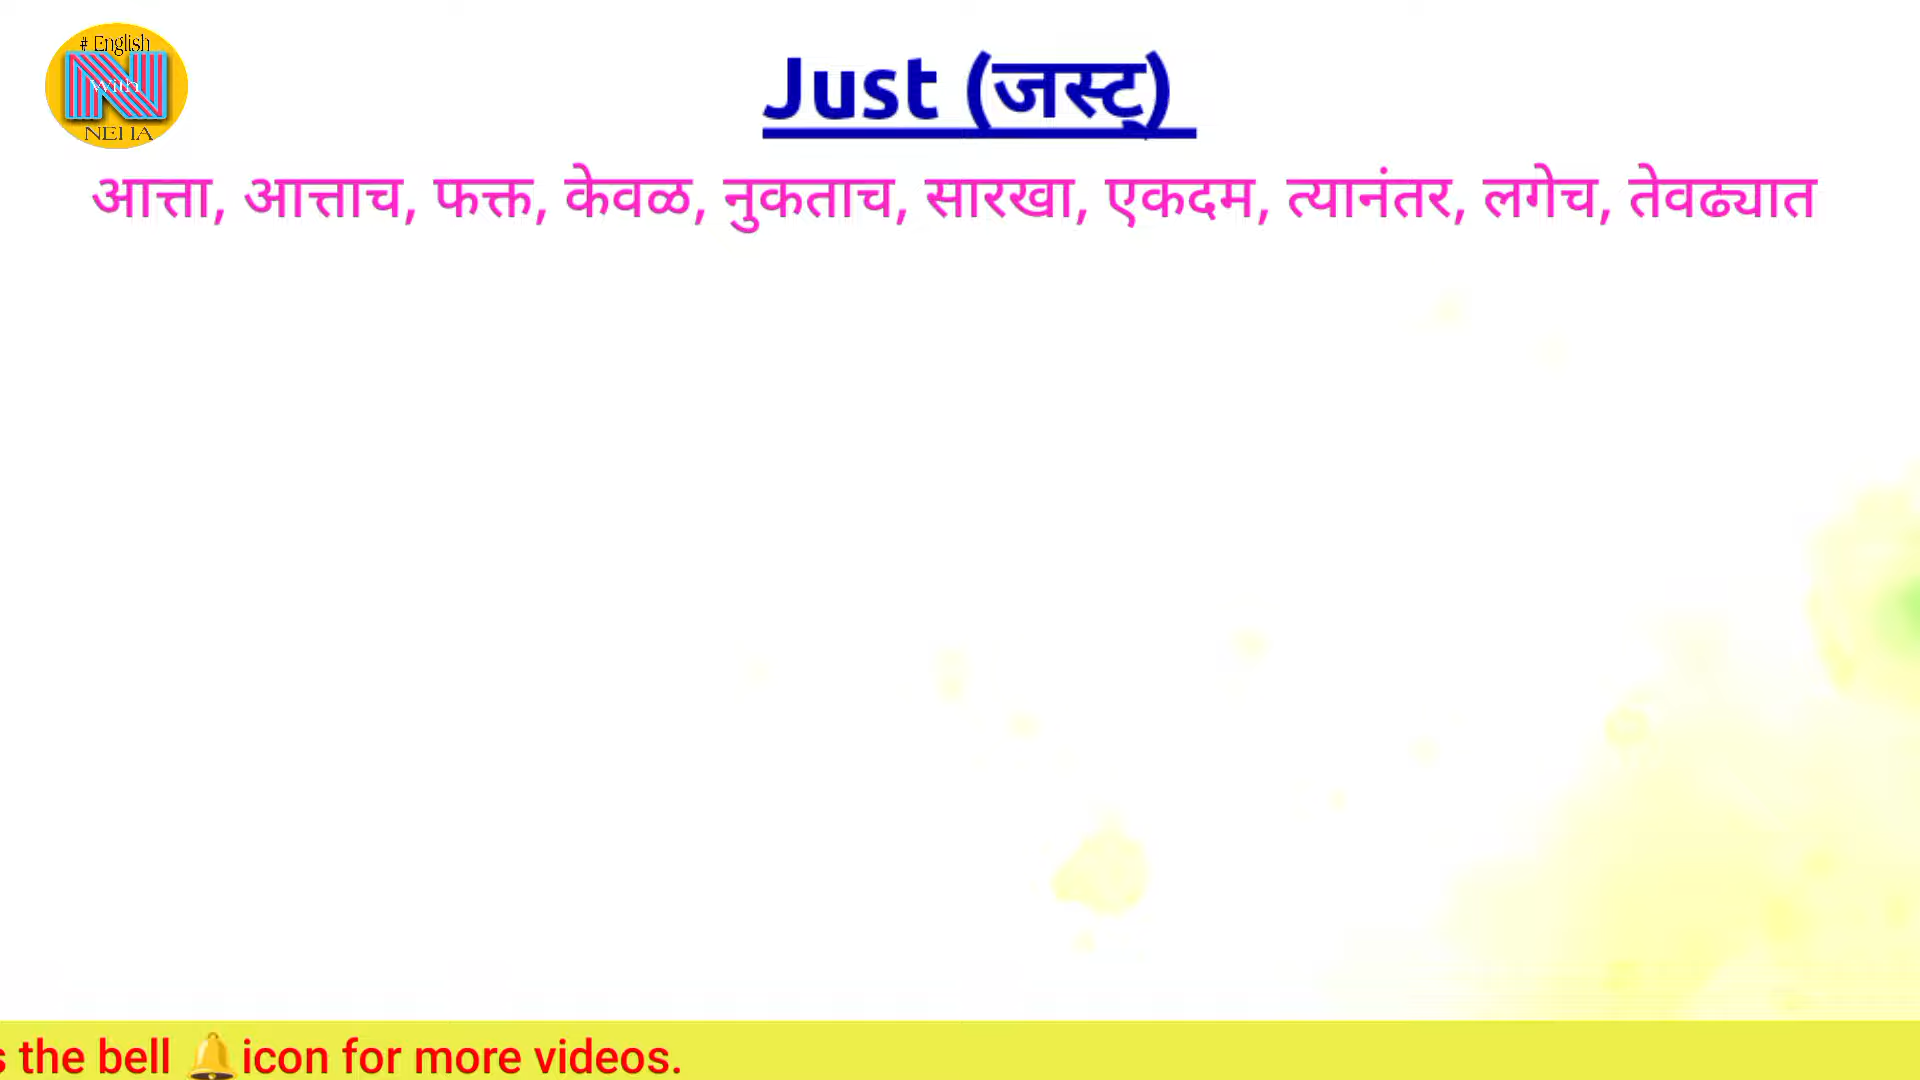 # English
With
NEHA
Just (जस्ट)
आत्ता, आत्ताच, फक्त, केवळ, नुकताच, सारखा, एकदम, त्यानंतर, लगेच, तेवढ्यात
s the bell 🔔icon for more videos.